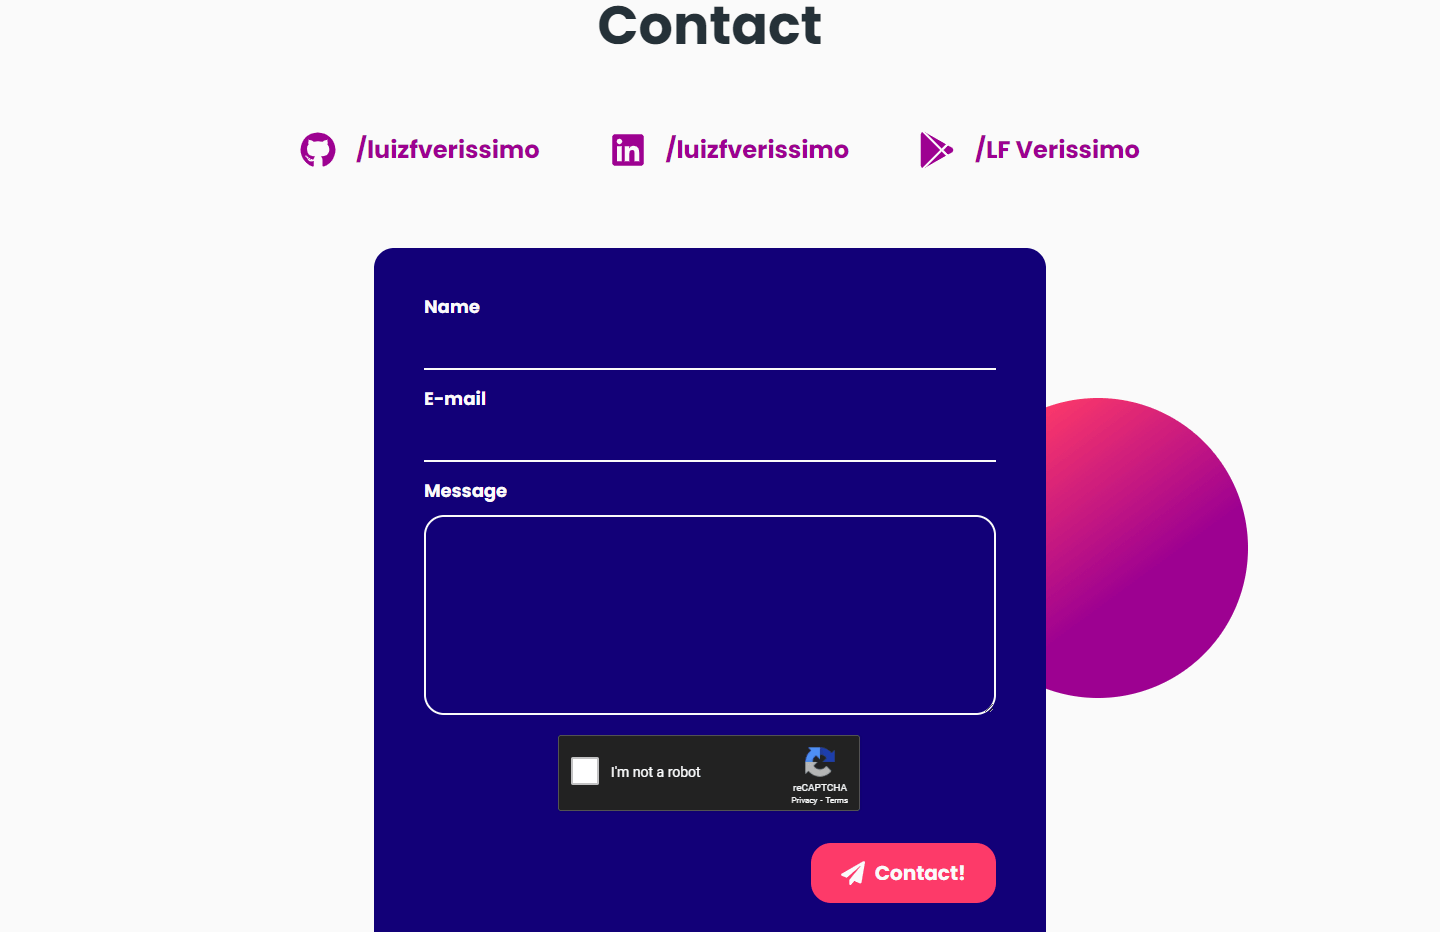 Contact
/luizfverissimo
/luizfverissimo
/LF Verissimo
Name
E-mail
Message
I'm not a robot
reCAPTCHA
Privacy - Terms
Contact!